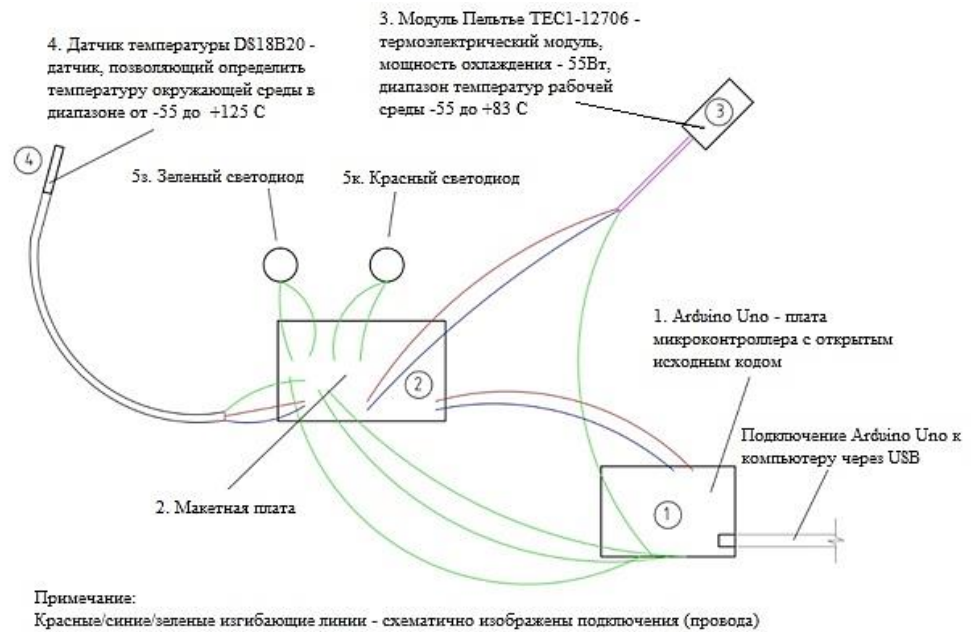 3. Модуль Пельтье TEC1-12706 -
термоэлектрический модуль,
мощность охлаждения - 55Вт,
диапазон температур рабочей
среды -55 до +83 С
4. Датчик температуры DS18B20 -
датчик, позволяющий определить
температуру окружающей среды в
диапазоне от -55 до +125 С
3
4
5з. Зеленый светодиод
5к. Красный светодиод
1. Arduino Uno - плата
микроконтроллера с открытым
исходным кодом
2
Подключение Arduino Uno к
компьютеру через USB
2. Макетная плата
1
Примечание:
Красные/синие/зеленые изгибающие линии - схематично изображены подключения (провода)